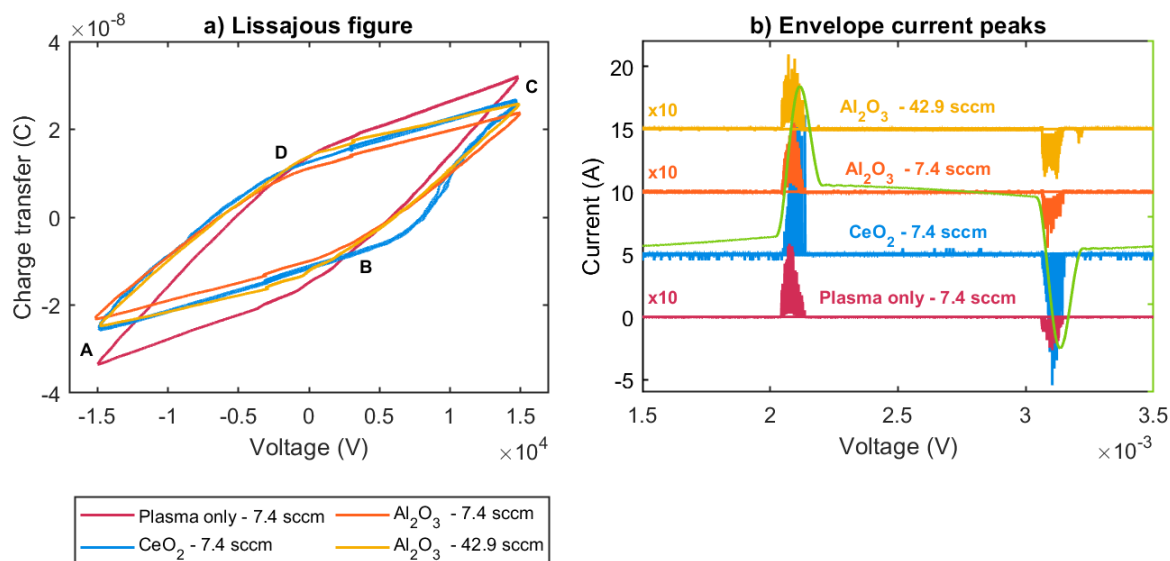 a) Lissajous figure
×10⁻⁸
4
2
0
-2
-4
Charge transfer (C)
A
B
C
D
-1.5 -1 -0.5 0 0.5 1 1.5
Voltage (V)
×10⁴
b) Envelope current peaks
20
15
10
5
0
-5
Current (A)
x10 Al₂O₃ - 42.9 sccm
x10 Al₂O₃ - 7.4 sccm
CeO₂ - 7.4 sccm
x10 Plasma only - 7.4 sccm
1.5 2 2.5 3 3.5
Voltage (V)
×10⁻³
Plasma only - 7.4 sccm Al₂O₃ - 7.4 sccm
CeO₂ - 7.4 sccm Al₂O₃ - 42.9 sccm